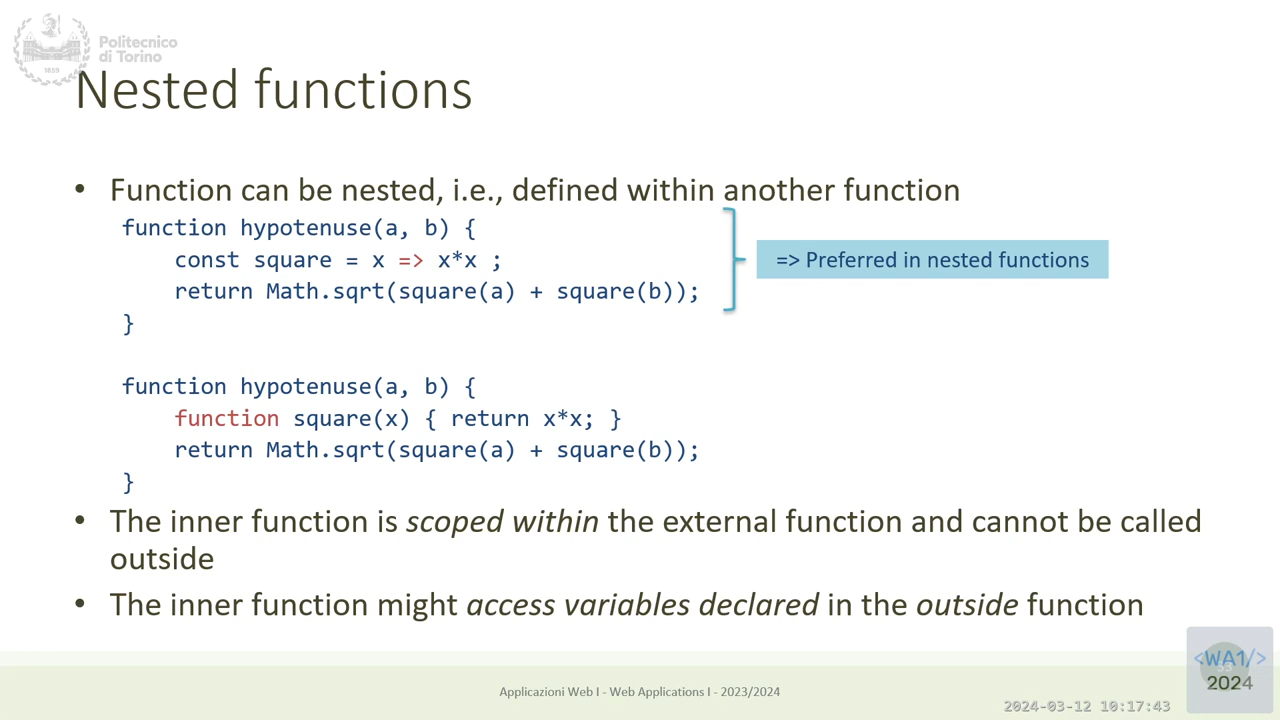 Politecnico
di Torino
1859
Nested functions
• Function can be nested, i.e., defined within another function
function hypotenuse(a, b) {
const square = x => x*x ;
return Math.sqrt(square(a) + square(b));
}
=> Preferred in nested functions
function hypotenuse(a, b) {
function square(x) { return x*x; }
return Math.sqrt(square(a) + square(b));
}
• The inner function is scoped within the external function and cannot be called
outside
• The inner function might access variables declared in the outside function
Applicazioni Web I - Web Applications I - 2023/2024
<WA1/>
2024
2024-03-12 10:17:43